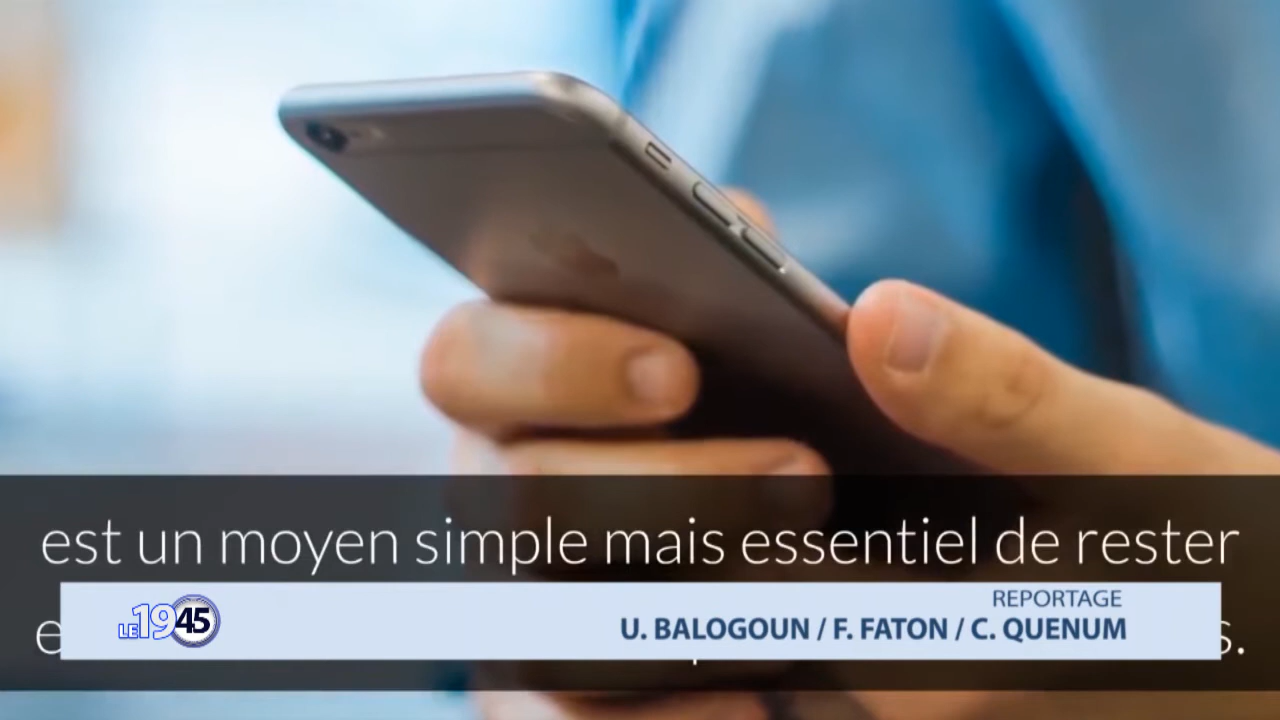 est un moyen simple mais essentiel de rester
REPORTAGE
LE 19 45
U. BALOGOUN / F. FATON / C. QUENUM